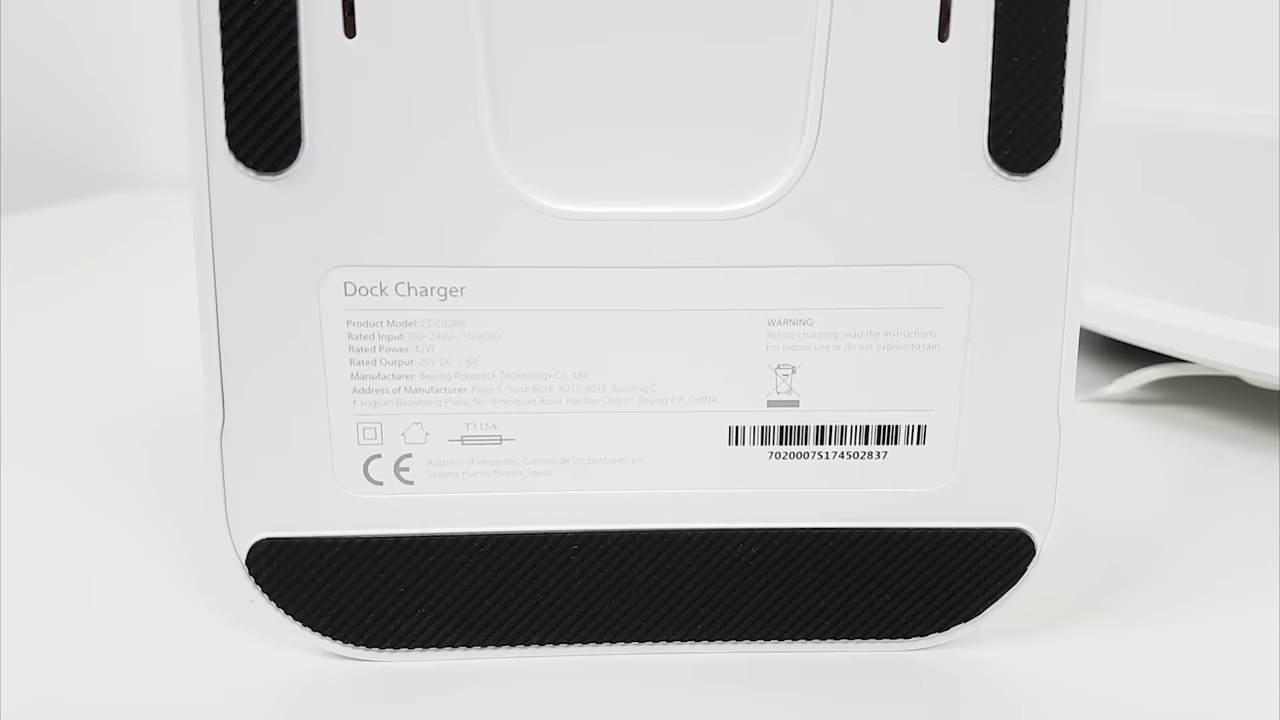 Dock Charger
Product Model: CDZ02RR
Rated Input:100-240V~ 50/60Hz
Rated Power: 42W
Rated Output: 20V DC 1.8A
Manufacturer: Beijing Roborock Technology Co., Ltd.
Address of Manufacturer: Floor 6, Suite 6016, 6017, 6018, Building C,
Kangjian Baosheng Plaza, No. 8 Heiquan Road, Haidian District, Beijing P.R. CHINA
WARNING:
Before charging, read the instructions.
For indoor use or do not expose to rain.
T3.15A
CE
Address of Importer: Camino de los pontones s/n,
Sesena nuevo,Toledo, Spain
7020007S174502837